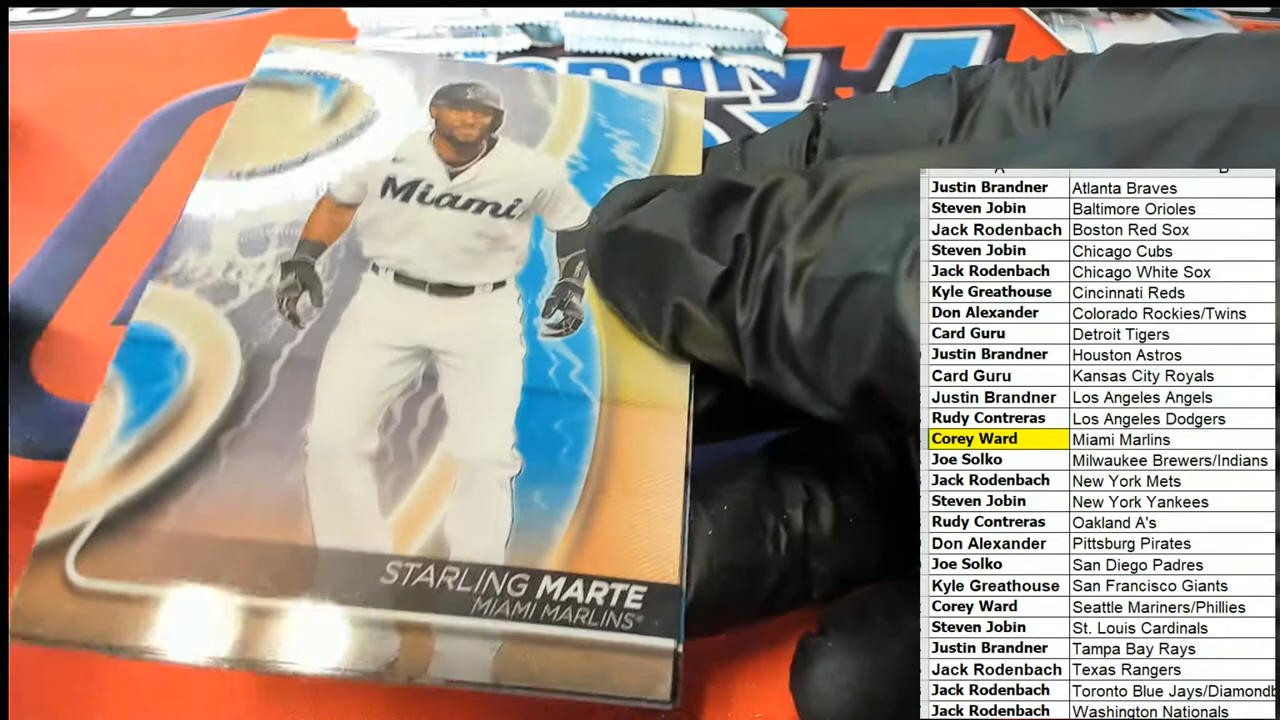 Miami
STARLING MARTE
MIAMI MARLINS
Justin Brandner Atlanta Braves
Steven Jobin Baltimore Orioles
Jack Rodenbach Boston Red Sox
Steven Jobin Chicago Cubs
Jack Rodenbach Chicago White Sox
Kyle Greathouse Cincinnati Reds
Don Alexander Colorado Rockies/Twins
Card Guru Detroit Tigers
Justin Brandner Houston Astros
Card Guru Kansas City Royals
Justin Brandner Los Angeles Angels
Rudy Contreras Los Angeles Dodgers
Corey Ward Miami Marlins
Joe Solko Milwaukee Brewers/Indians
Jack Rodenbach New York Mets
Steven Jobin New York Yankees
Rudy Contreras Oakland A's
Don Alexander Pittsburg Pirates
Joe Solko San Diego Padres
Kyle Greathouse San Francisco Giants
Corey Ward Seattle Mariners/Phillies
Steven Jobin St. Louis Cardinals
Justin Brandner Tampa Bay Rays
Jack Rodenbach Texas Rangers
Jack Rodenbach Toronto Blue Jays/Diamondb
Jack Rodenbach Washington Nationals